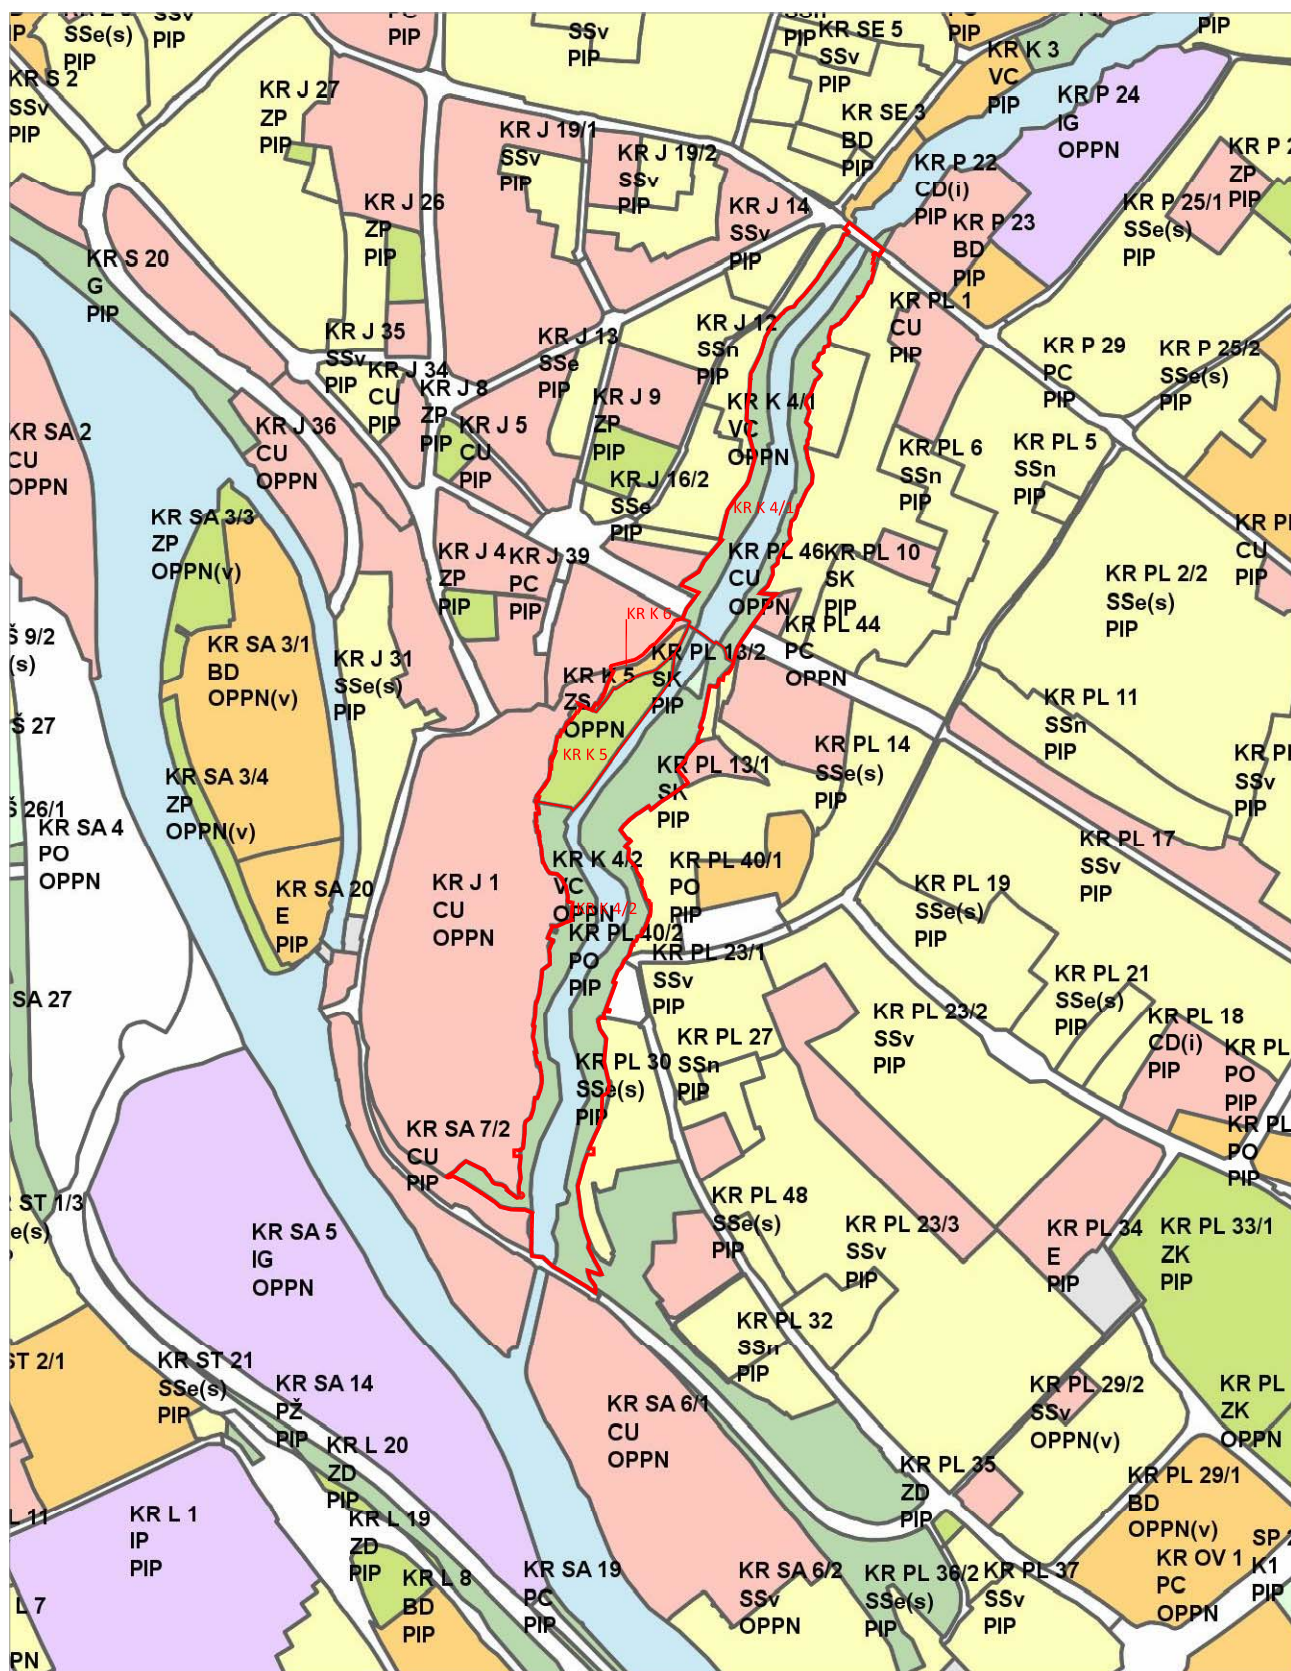 KR S 2
SSv
PIP
SSe(s)
PIP
SSv
PIP
PIP
SSv
PIP
KR SE 5
SSv
PIP
KR SE 3
BD
PIP
KR K 3
VC
PIP
KR P 24
IG
OPPN
PIP
KR J 27
ZP
PIP
KR J 19/1
SSv
PIP
KR J 19/2
SSv
PIP
KR J 14
SSv
PIP
KR P 22
CD(i)
PIP
KR P 23
BD
PIP
KR P 25/1
SSe(s)
PIP
ZP
PIP
KR J 26
ZP
PIP
KR S 20
G
PIP
KR J 35
SSv
PIP
KR J 34
CU
PIP
KR J 8
ZP
PIP
KR J 5
CU
PIP
KR J 13
SSe
PIP
KR J 12
SSn
PIP
KR J 9
ZP
PIP
KR J 16/2
SSe
PIP
KR PL 1
CU
PIP
KR P 29
PC
PIP
KR P 25/2
SSe(s)
PIP
KR K 4/1
VC
OPPN
KR K 4/1
KR PL 6
SSn
PIP
KR PL 5
SSn
PIP
KR SA 2
CU
OPPN
KR J 36
CU
OPPN
KR SA 3/3
ZP
OPPN(v)
KR J 4
ZP
PIP
KR J 39
PC
PIP
KR PL 46
CU
OPPN
KR PL 10
SK
PIP
KR PL 44
PC
OPPN
KR PL 2/2
SSe(s)
PIP
CU
PIP
KR SA 3/1
BD
OPPN(v)
KR J 31
SSe(s)
PIP
KR K 6
KR K 5
ZS
OPPN
KR K 5
KR PL 13/2
SK
PIP
KR PL 11
SSn
PIP
SSv
PIP
KR SA 3/4
ZP
OPPN(v)
KR PL 13/1
SK
PIP
KR PL 14
SSe(s)
PIP
KR PL 17
SSv
PIP
KR SA 4
PO
OPPN
KR SA 20
E
PIP
KR J 1
CU
OPPN
KR K 4/2
VC
OPPN
KR K 4/2
KR PL 40/2
PO
PIP
KR PL 40/1
PO
PIP
KR PL 19
SSe(s)
PIP
KR PL 23/1
SSv
PIP
KR PL 21
SSe(s)
PIP
KR PL 23/2
SSv
PIP
KR PL 18
CD(i)
PIP
PO
PIP
PO
PIP
KR PL 27
SSn
PIP
KR PL 30
SSe(s)
PIP
KR SA 7/2
CU
PIP
KR SA 5
IG
OPPN
KR PL 48
SSe(s)
PIP
KR PL 23/3
SSv
PIP
KR PL 34
E
PIP
KR PL 33/1
ZK
PIP
KR PL 32
SSn
PIP
KR ST 21
SSe(s)
PIP
KR SA 14
PŽ
PIP
KR L 20
ZD
PIP
KR SA 6/1
CU
OPPN
KR PL 29/2
SSv
OPPN(v)
ZK
OPPN
KR PL 35
ZD
PIP
KR PL 29/1
BD
OPPN(v)
KR L 1
IP
PIP
KR L 19
ZD
PIP
KR L 8
BD
PIP
KR SA 19
PC
PIP
KR SA 6/2
SSv
OPPN
KR PL 36/2
SSe(s)
PIP
KR PL 37
SSv
PIP
KR OV 1
PC
OPPN
K1
PIP